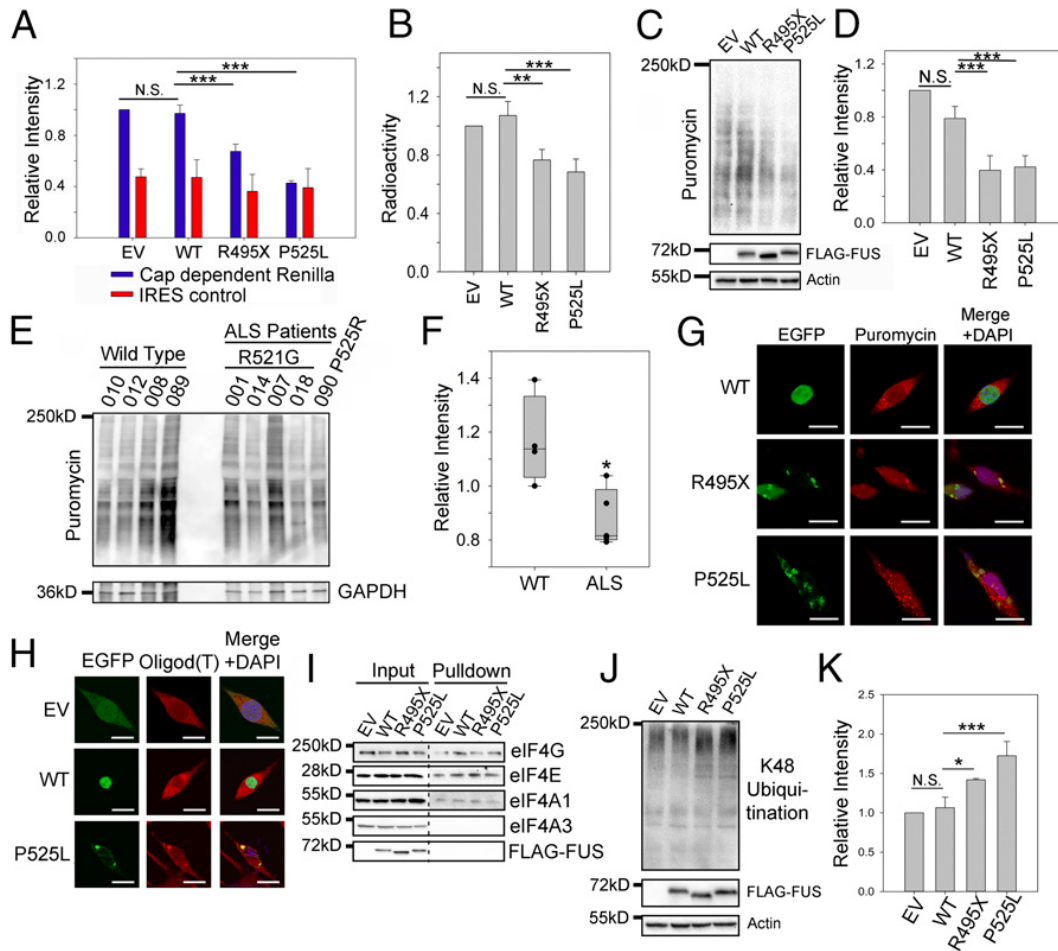 A
Relative Intensity
1.2
0.8
0.4
0.0
N.S.
***
***
EV WT R495X P525L
Cap dependent Renilla
IRES control
B
Radioactivity
1.2
0.8
0.4
0.0
N.S.
**
***
EV WT R495X P525L
C
EV WT R495X P525L
250kD
Puromycin
72kD FLAG-FUS
55kD Actin
D
Relative Intensity
1.2
0.8
0.4
0.0
N.S.
***
***
EV WT R495X P525L
E
ALS Patients
Wild Type R521G P525R
010 012 008 089 001 014 007 018 090
250kD
Puromycin
36kD GAPDH
F
Relative Intensity
1.4
1.2
1.0
0.8
*
WT ALS
G
EGFP Puromycin Merge
+DAPI
WT
R495X
P525L
H
EGFP Oligod(T) Merge
+DAPI
EV
WT
P525L
I
Input Pulldown
EV WT R495X P525L EV WT R495X P525L
250kD eIF4G
28kD eIF4E
55kD eIF4A1
55kD eIF4A3
72kD FLAG-FUS
J
EV WT R495X P525L
250kD
K48
Ubiqui-
tination
72kD FLAG-FUS
55kD Actin
K
Relative Intensity
2.5
2.0
1.5
1.0
0.5
0.0
N.S.
*
***
EV WT R495X P525L